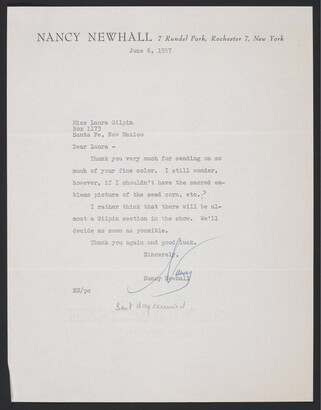 NANCY NEWHALL 7 Rundel Park, Rochester 7, New York
June 6, 1957
Miss Laura Gilpin
Box 1173
Santa Fe, New Mexico
Dear Laura -
Thank you very much for sending on so
much of your fine color. I still wonder,
however, if I shouldn't have the sacred em-
blems picture of the seed corn, etc.?
I rather think that there will be al-
most a Gilpin section in the show. We'll
decide as soon as possible.
Thank you again and good luck.
Sincerely,
Nancy
Nancy Newhall
NN/pc
Sent day received